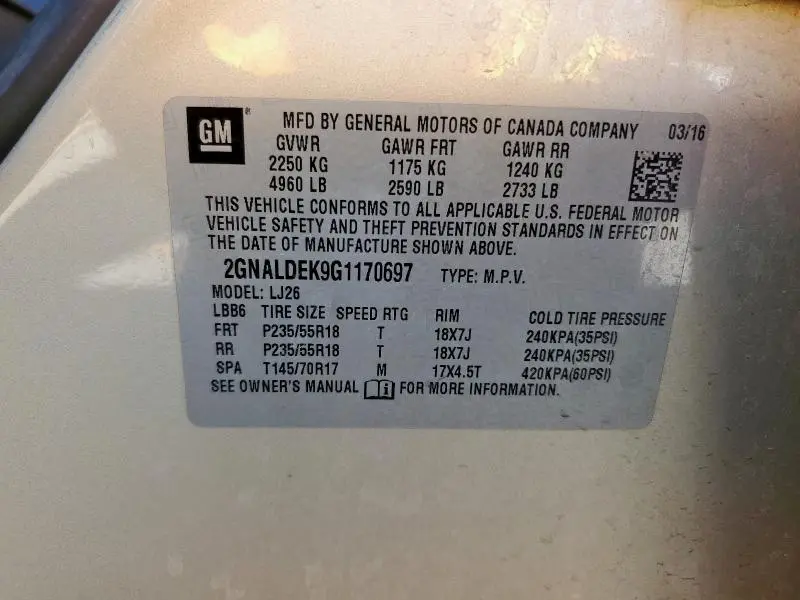 GM
MFD BY GENERAL MOTORS OF CANADA COMPANY 03/16
GVWR GAWR FRT GAWR RR
2250 KG 1175 KG 1240 KG
4960 LB 2590 LB 2733 LB
THIS VEHICLE CONFORMS TO ALL APPLICABLE U.S. FEDERAL MOTOR
VEHICLE SAFETY AND THEFT PREVENTION STANDARDS IN EFFECT ON
THE DATE OF MANUFACTURE SHOWN ABOVE.
2GNALDEK9G1170697 TYPE: M.P.V.
MODEL: LJ26
LBB6 TIRE SIZE SPEED RTG RIM COLD TIRE PRESSURE
FRT P235/55R18 T 18X7J 240KPA(35PSI)
RR P235/55R18 T 18X7J 240KPA(35PSI)
SPA T145/70R17 M 17X4.5T 420KPA(60PSI)
SEE OWNER'S MANUAL FOR MORE INFORMATION.